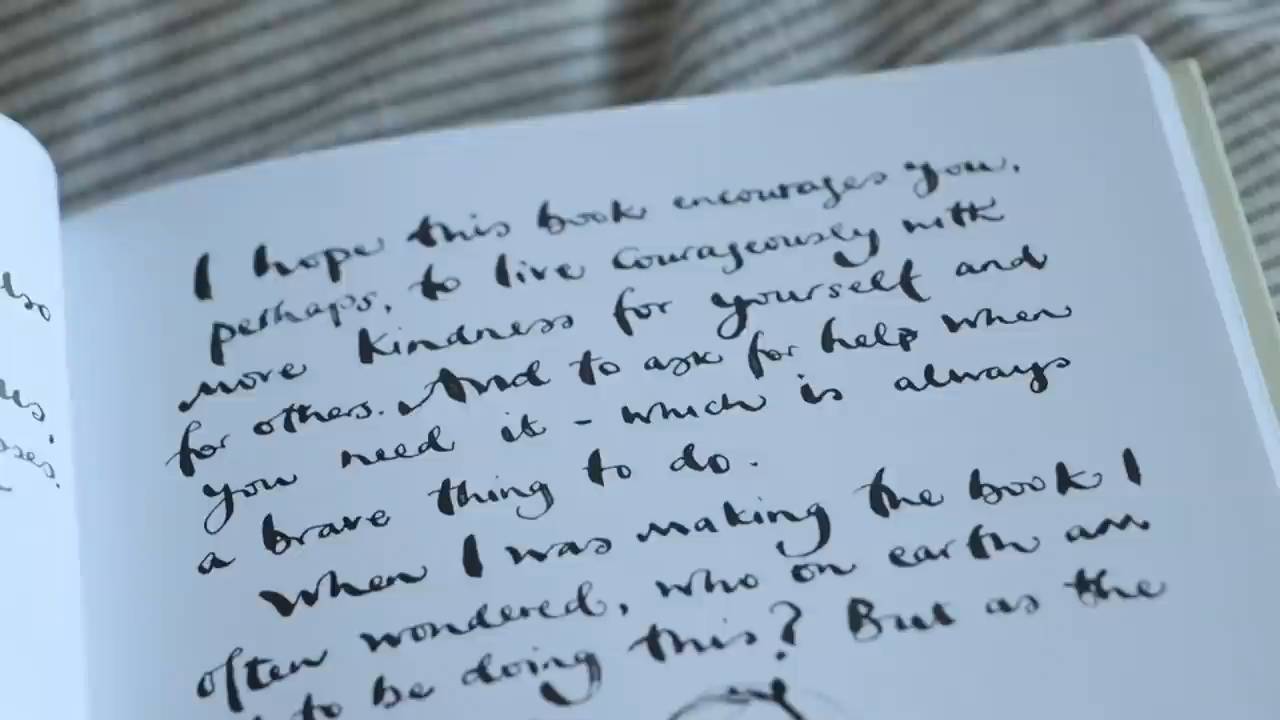 lso
I hope this book encourages you,
perhaps, to live courageously with
more kindness for yourself and
for others. And to ask for help when
you need it - which is always
a brave thing to do.
When I was making the book I
often wondered, who on earth am
I to be doing this? But as the